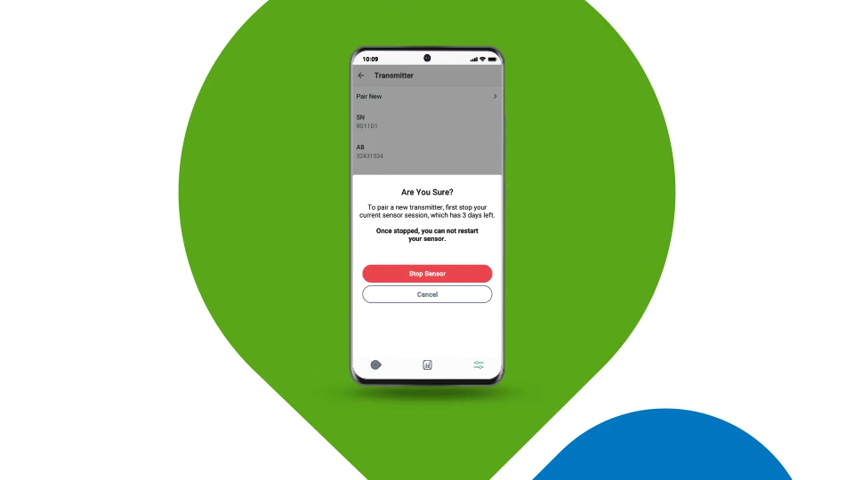 10:09
Transmitter
Pair New
SN
8G11D1
AB
32431534
Are You Sure?
To pair a new transmitter, first stop your
current sensor session, which has 3 days left.
Once stopped, you can not restart
your sensor.
Stop Sensor
Cancel